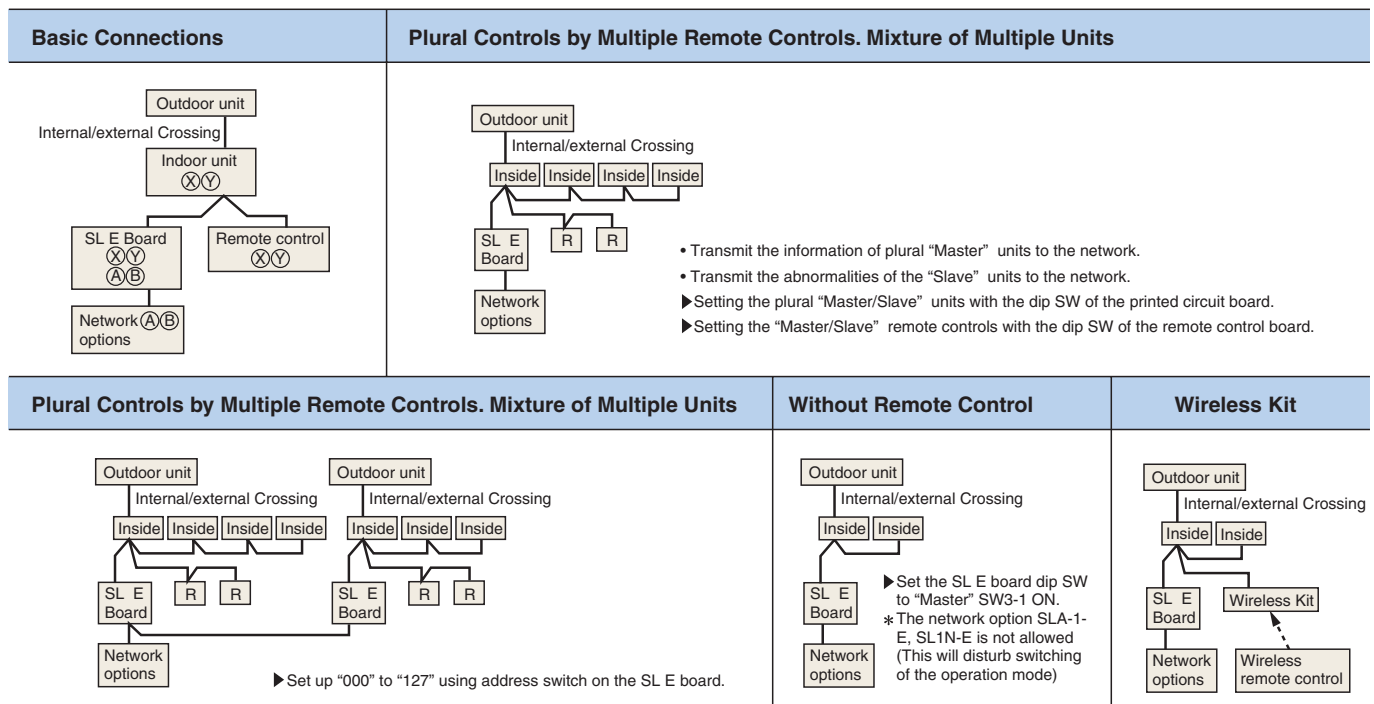 Basic Connections
Outdoor unit
Internal/external Crossing
Indoor unit
ⓍⓎ
SL E Board
ⓍⓎ
ⒶⒷ
Remote control
ⓍⓎ
Network ⒶⒷ
options
Plural Controls by Multiple Remote Controls. Mixture of Multiple Units
Outdoor unit
Internal/external Crossing
Inside Inside Inside Inside
SL E
Board
R R
Network
options
• Transmit the information of plural “Master” units to the network.
• Transmit the abnormalities of the “Slave” units to the network.
▶Setting the plural “Master/Slave” units with the dip SW of the printed circuit board.
▶Setting the “Master/Slave” remote controls with the dip SW of the remote control board.
Plural Controls by Multiple Remote Controls. Mixture of Multiple Units
Outdoor unit
Internal/external Crossing
Inside Inside Inside Inside
SL E
Board
R R
Network
options
Outdoor unit
Internal/external Crossing
Inside Inside Inside
SL E
Board
R R
▶Set up “000” to “127” using address switch on the SL E board.
Without Remote Control
Outdoor unit
Internal/external Crossing
Inside Inside
SL E
Board
Network
options
▶Set the SL E board dip SW
to “Master” SW3-1 ON.
*The network option SLA-1-
E, SL1N-E is not allowed
(This will disturb switching
of the operation mode)
Wireless Kit
Outdoor unit
Internal/external Crossing
Inside Inside
SL E
Board
Wireless Kit
Network
options
Wireless
remote control